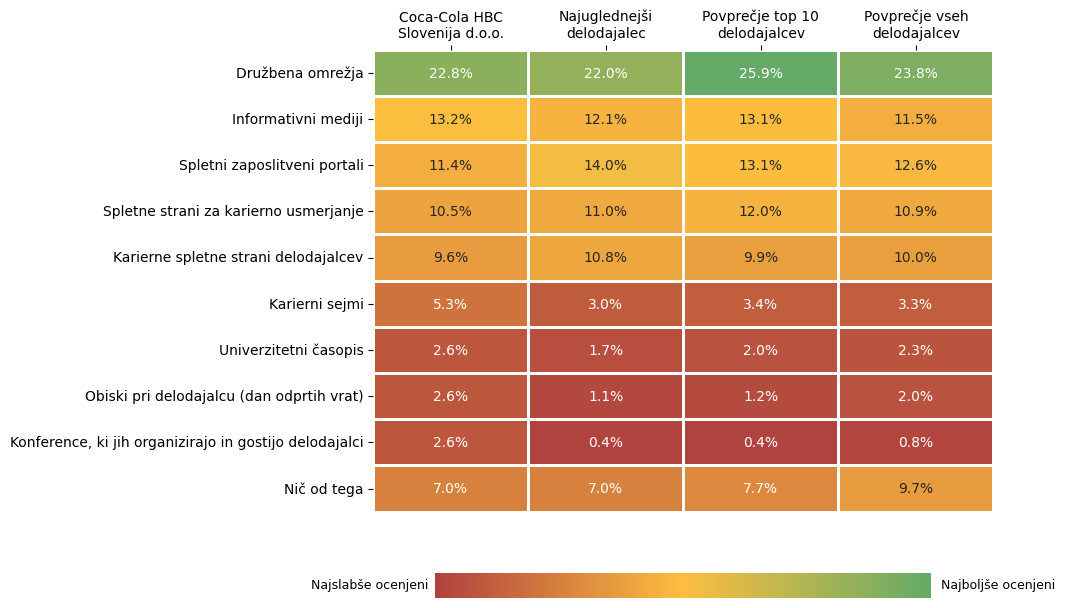 Coca-Cola HBC
Slovenija d.o.o.
Najuglednejši
delodajalec
Povprečje top 10
delodajalcev
Povprečje vseh
delodajalcev
Družbena omrežja 22.8% 22.0% 25.9% 23.8%
Informativni mediji 13.2% 12.1% 13.1% 11.5%
Spletni zaposlitveni portali 11.4% 14.0% 13.1% 12.6%
Spletne strani za karierno usmerjanje 10.5% 11.0% 12.0% 10.9%
Karierne spletne strani delodajalcev 9.6% 10.8% 9.9% 10.0%
Karierni sejmi 5.3% 3.0% 3.4% 3.3%
Univerzitetni časopis 2.6% 1.7% 2.0% 2.3%
Obiski pri delodajalcu (dan odprtih vrat) 2.6% 1.1% 1.2% 2.0%
Konference, ki jih organizirajo in gostijo delodajalci 2.6% 0.4% 0.4% 0.8%
Nič od tega 7.0% 7.0% 7.7% 9.7%
Najslabše ocenjeni Najboljše ocenjeni